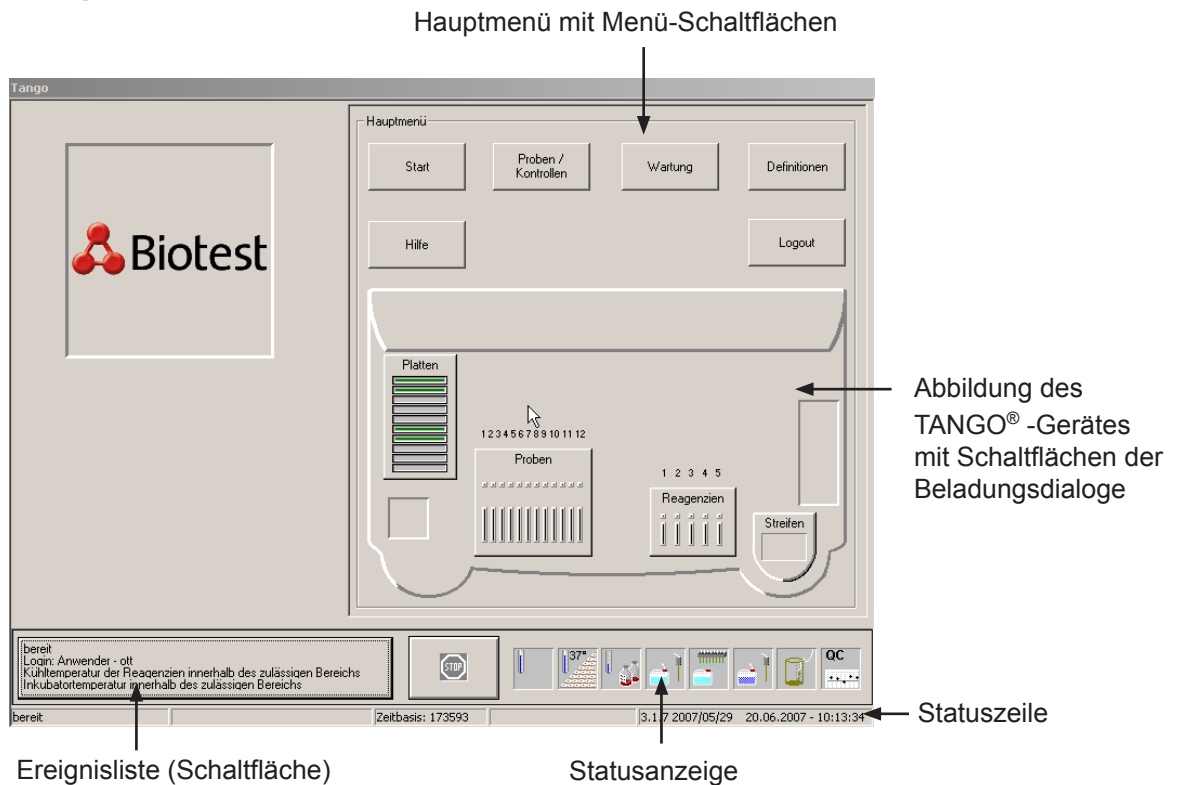 Hauptmenü mit Menü-Schaltflächen
Tango
Biotest
Hauptmenü
Start
Proben /
Kontrollen
Wartung
Definitionen
Hilfe
Logout
Platten
1 2 3 4 5 6 7 8 9 10 11 12
Proben
1 2 3 4 5
Reagenzien
Streifen
Abbildung des
TANGO® -Gerätes
mit Schaltflächen der
Beladungsdialoge
bereit
Login: Anwender - ott
Kühltemperatur der Reagenzien innerhalb des zulässigen Bereichs
Inkubatortemperatur innerhalb des zulässigen Bereichs
STOP
37°
QC
bereit
Zeitbasis: 173593
3.1.7 2007/05/29
20.06.2007 - 10:13:34
Statuszeile
Ereignisliste (Schaltfläche)
Statusanzeige